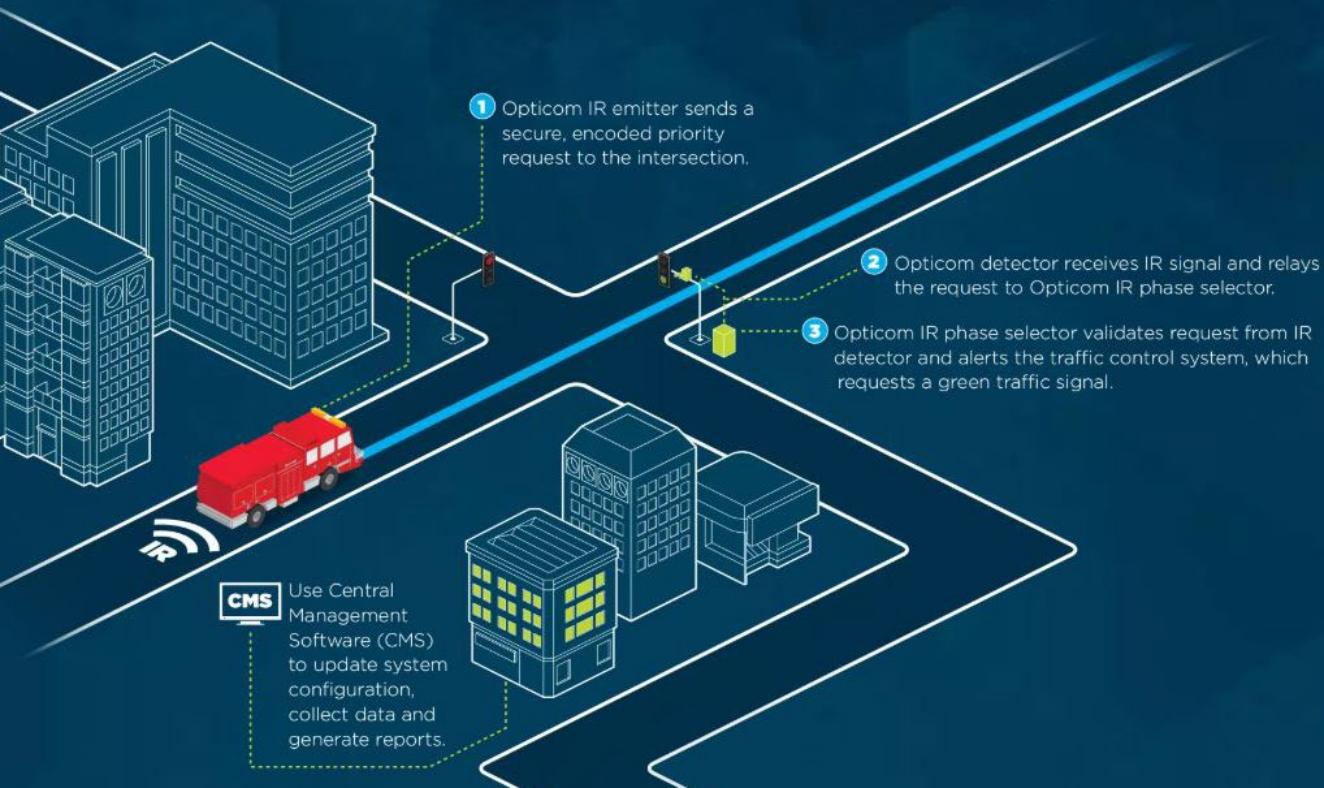 1 Opticom IR emitter sends a
secure, encoded priority
request to the intersection.
2 Opticom detector receives IR signal and relays
the request to Opticom IR phase selector.
3 Opticom IR phase selector validates request from IR
detector and alerts the traffic control system, which
requests a green traffic signal.
IR
CMS
Use Central
Management
Software (CMS)
to update system
configuration,
collect data and
generate reports.